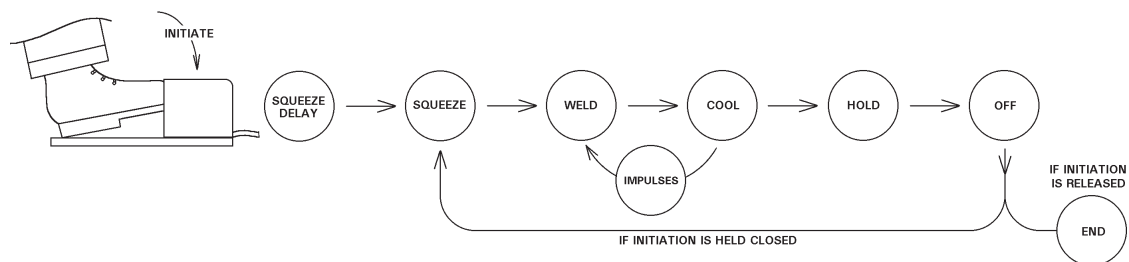 INITIATE
SQUEEZE
DELAY
SQUEEZE
WELD
COOL
HOLD
OFF
IMPULSES
IF INITIATION
IS RELEASED
END
IF INITIATION IS HELD CLOSED